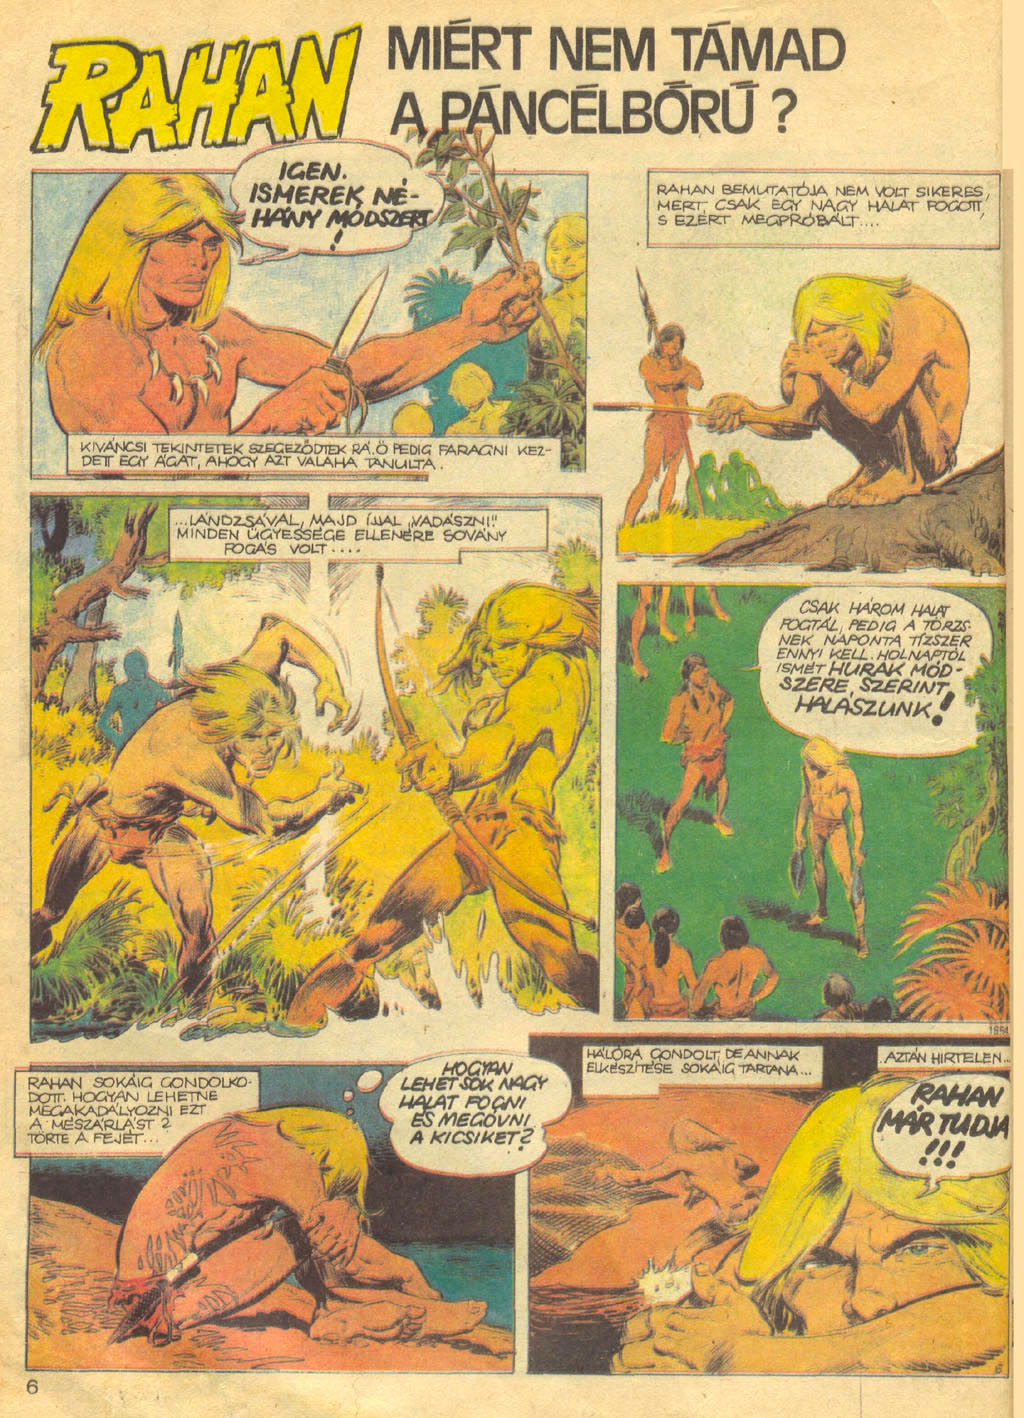 RAHAN
MIÉRT NEM TÁMAD
A PÁNCÉLBŐRŰ ?
IGEN.
ISMEREK NÉ-
HÁNY MÓDSZERT
!
KIVÁNCSI TEKINTETEK SZEGEZŐDTEK RÁ. Ő PEDIG FARAGNI KEZ-
DETT EGY ÁGAT, AHOGY AZT VALAHA TANULTA.
RAHAN BEMUTATÓJA NEM VOLT SIKERES,
MERT CSAK EGY NAGY HALAT FOGOTT,
S EZÉRT MEGPRÓBÁLT....
...LÁNDZSÁVAL, MAJD ÍJJAL „VADÁSZNI”.
MINDEN ÜGYESSÉGE ELLENÉRE SOVÁNY
FOGÁS VOLT....
CSAK HÁROM HALAT
FOGTÁL, PEDIG A TÖRZS-
NEK NAPONTA TÍZSZER
ENNYI KELL. HOLNAPTÓL
ISMÉT HURAK MÓD-
SZERE SZERINT
HALÁSZUNK!
RAHAN SOKÁIG GONDOLKO-
DOTT. HOGYAN LEHETNE
MEGAKADÁLYOZNI EZT
A MÉSZÁRLÁST?
TÖRTE A FEJÉT...
HOGYAN
LEHET SOK NAGY
HALAT FOGNI
ÉS MEGÓVNI
A KICSIKET?
HÁLÓRA GONDOLT, DE ANNAK
ELKÉSZÍTÉSE SOKÁIG TARTANA...
..AZTÁN HIRTELEN...
RAHAN
MÁR TUDJA
!!!
6